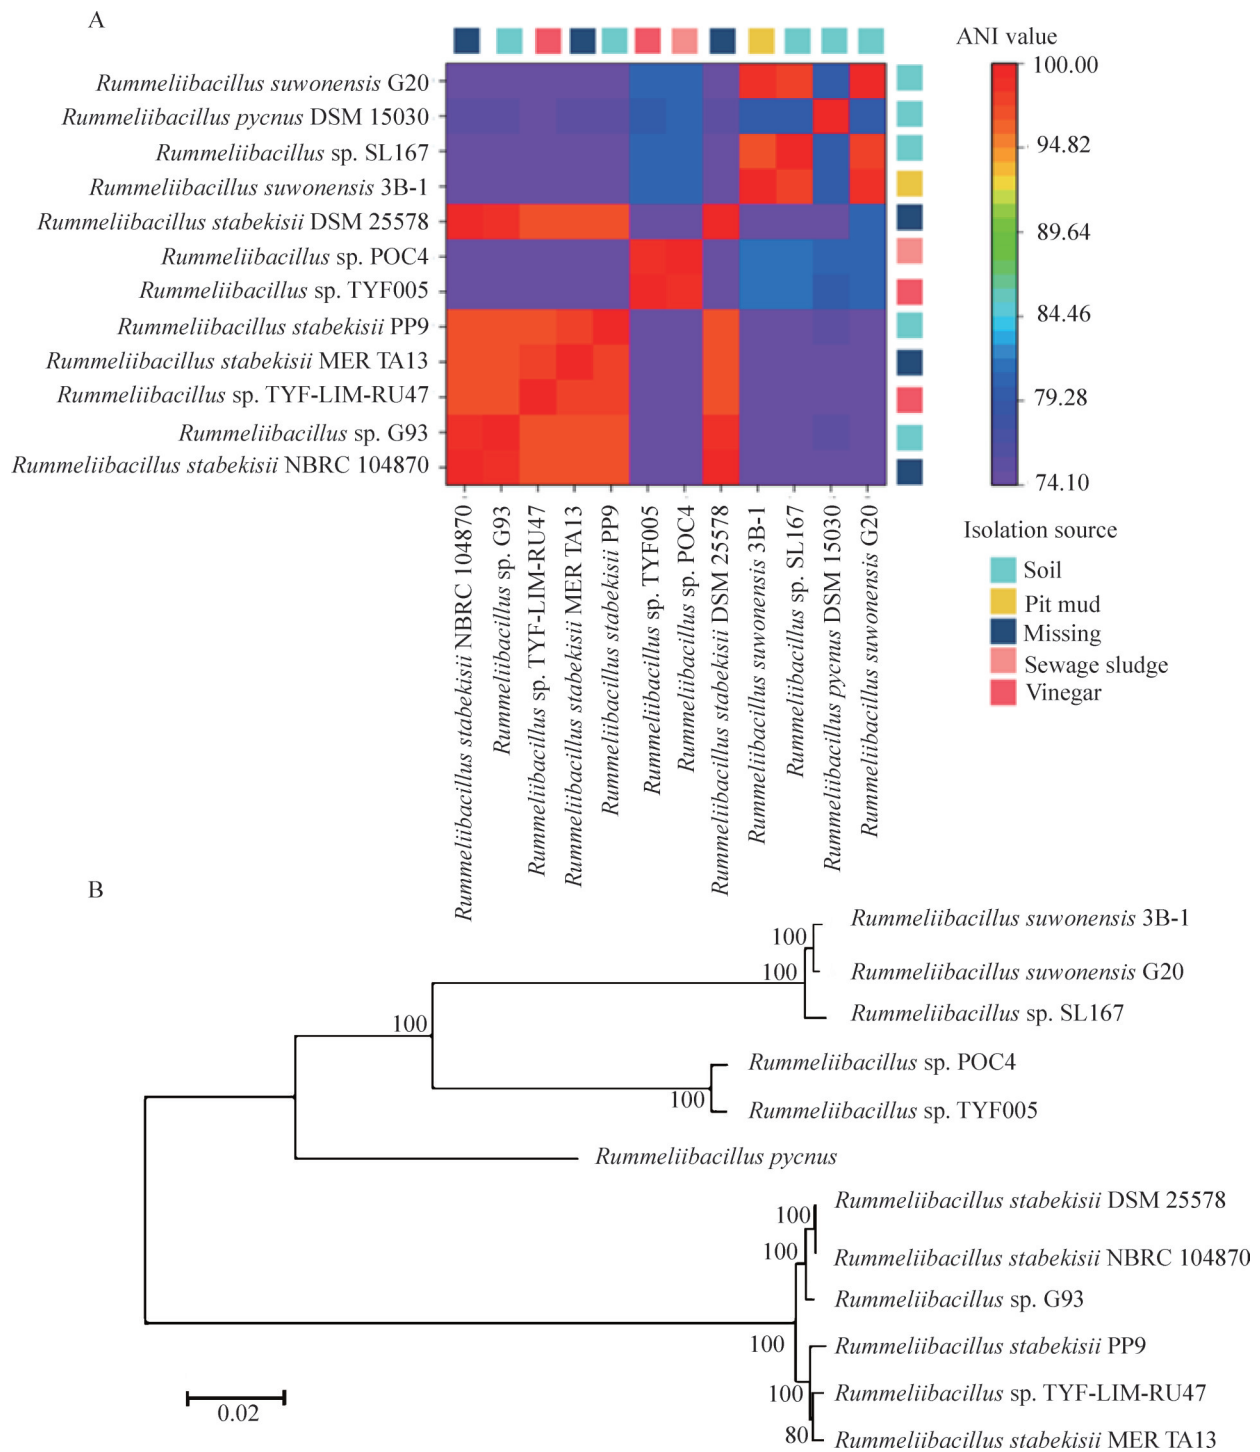 A
ANI value
Rummeliibacillus suwonensis G20
Rummeliibacillus pycnus DSM 15030
Rummeliibacillus sp. SL167
Rummeliibacillus suwonensis 3B-1
Rummeliibacillus stabekisii DSM 25578
Rummeliibacillus sp. POC4
Rummeliibacillus sp. TYF005
Rummeliibacillus stabekisii PP9
Rummeliibacillus stabekisii MER TA13
Rummeliibacillus sp. TYF-LIM-RU47
Rummeliibacillus sp. G93
Rummeliibacillus stabekisii NBRC 104870
100.00
94.82
89.64
84.46
79.28
74.10
Rummeliibacillus stabekisii NBRC 104870
Rummeliibacillus sp. G93
Rummeliibacillus sp. TYF-LIM-RU47
Rummeliibacillus stabekisii MER TA13
Rummeliibacillus stabekisii PP9
Rummeliibacillus sp. TYF005
Rummeliibacillus sp. POC4
Rummeliibacillus stabekisii DSM 25578
Rummeliibacillus suwonensis 3B-1
Rummeliibacillus sp. SL167
Rummeliibacillus pycnus DSM 15030
Rummeliibacillus suwonensis G20
Isolation source
Soil
Pit mud
Missing
Sewage sludge
Vinegar
B
Rummeliibacillus suwonensis 3B-1
100
Rummeliibacillus suwonensis G20
100
Rummeliibacillus sp. SL167
100
Rummeliibacillus sp. POC4
100
Rummeliibacillus sp. TYF005
Rummeliibacillus pycnus
Rummeliibacillus stabekisii DSM 25578
100
100
Rummeliibacillus stabekisii NBRC 104870
Rummeliibacillus sp. G93
100
Rummeliibacillus stabekisii PP9
100
Rummeliibacillus sp. TYF-LIM-RU47
80
Rummeliibacillus stabekisii MER TA13
0.02